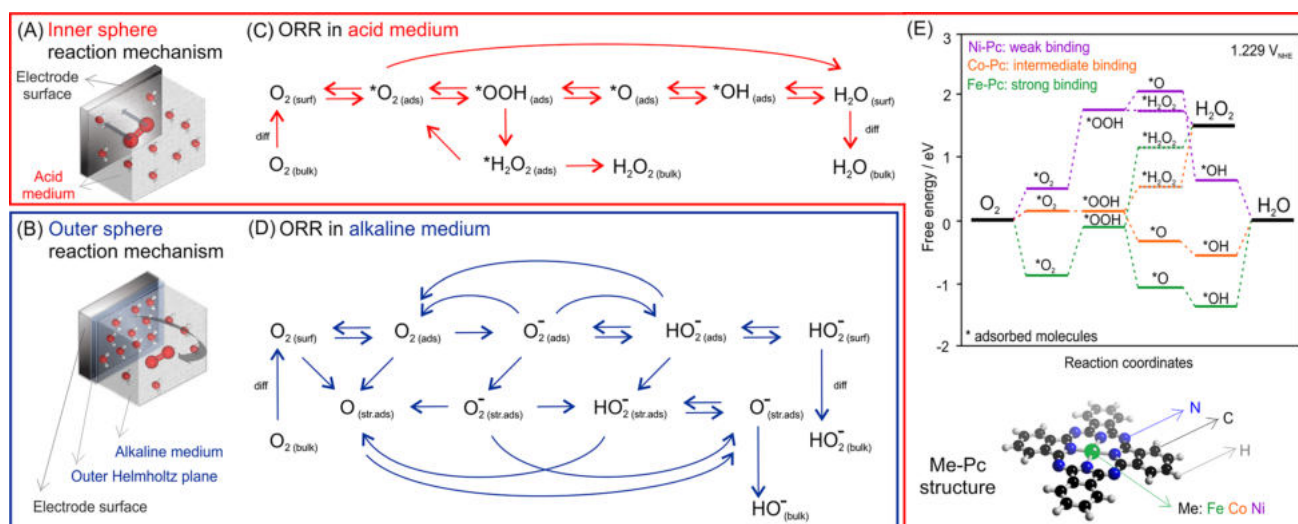 (A) Inner sphere
reaction mechanism
Electrode
surface
Acid
medium
(C) ORR in acid medium
O2 (surf) *O2 (ads) *OOH (ads) *O (ads) *OH (ads) H2O (surf)
diff
diff
O2 (bulk) *H2O2 (ads) H2O2 (bulk) H2O (bulk)
(B) Outer sphere
reaction mechanism
Alkaline medium
Outer Helmholtz plane
Electrode surface
(D) ORR in alkaline medium
O2 (surf) O2 (ads) O2⁻ (ads) HO2⁻ (ads) HO2⁻ (surf)
diff
diff
O (str.ads) O2⁻ (str.ads) HO2⁻ (str.ads) O⁻ (str.ads)
O2 (bulk) HO2⁻ (bulk)
HO⁻ (bulk)
(E)
Ni-Pc: weak binding
Co-Pc: intermediate binding
Fe-Pc: strong binding
1.229 VNHE
Free energy / eV
3
2
1
0
-1
-2
O2
*O2
*O2
*O2
*OOH
*OOH
*OOH
*O
*H2O2
*H2O2
*H2O2
*O
*O
H2O2
*OH
*OH
*OH
H2O
* adsorbed molecules
Reaction coordinates
N
C
H
Me-Pc
structure
Me: Fe Co Ni